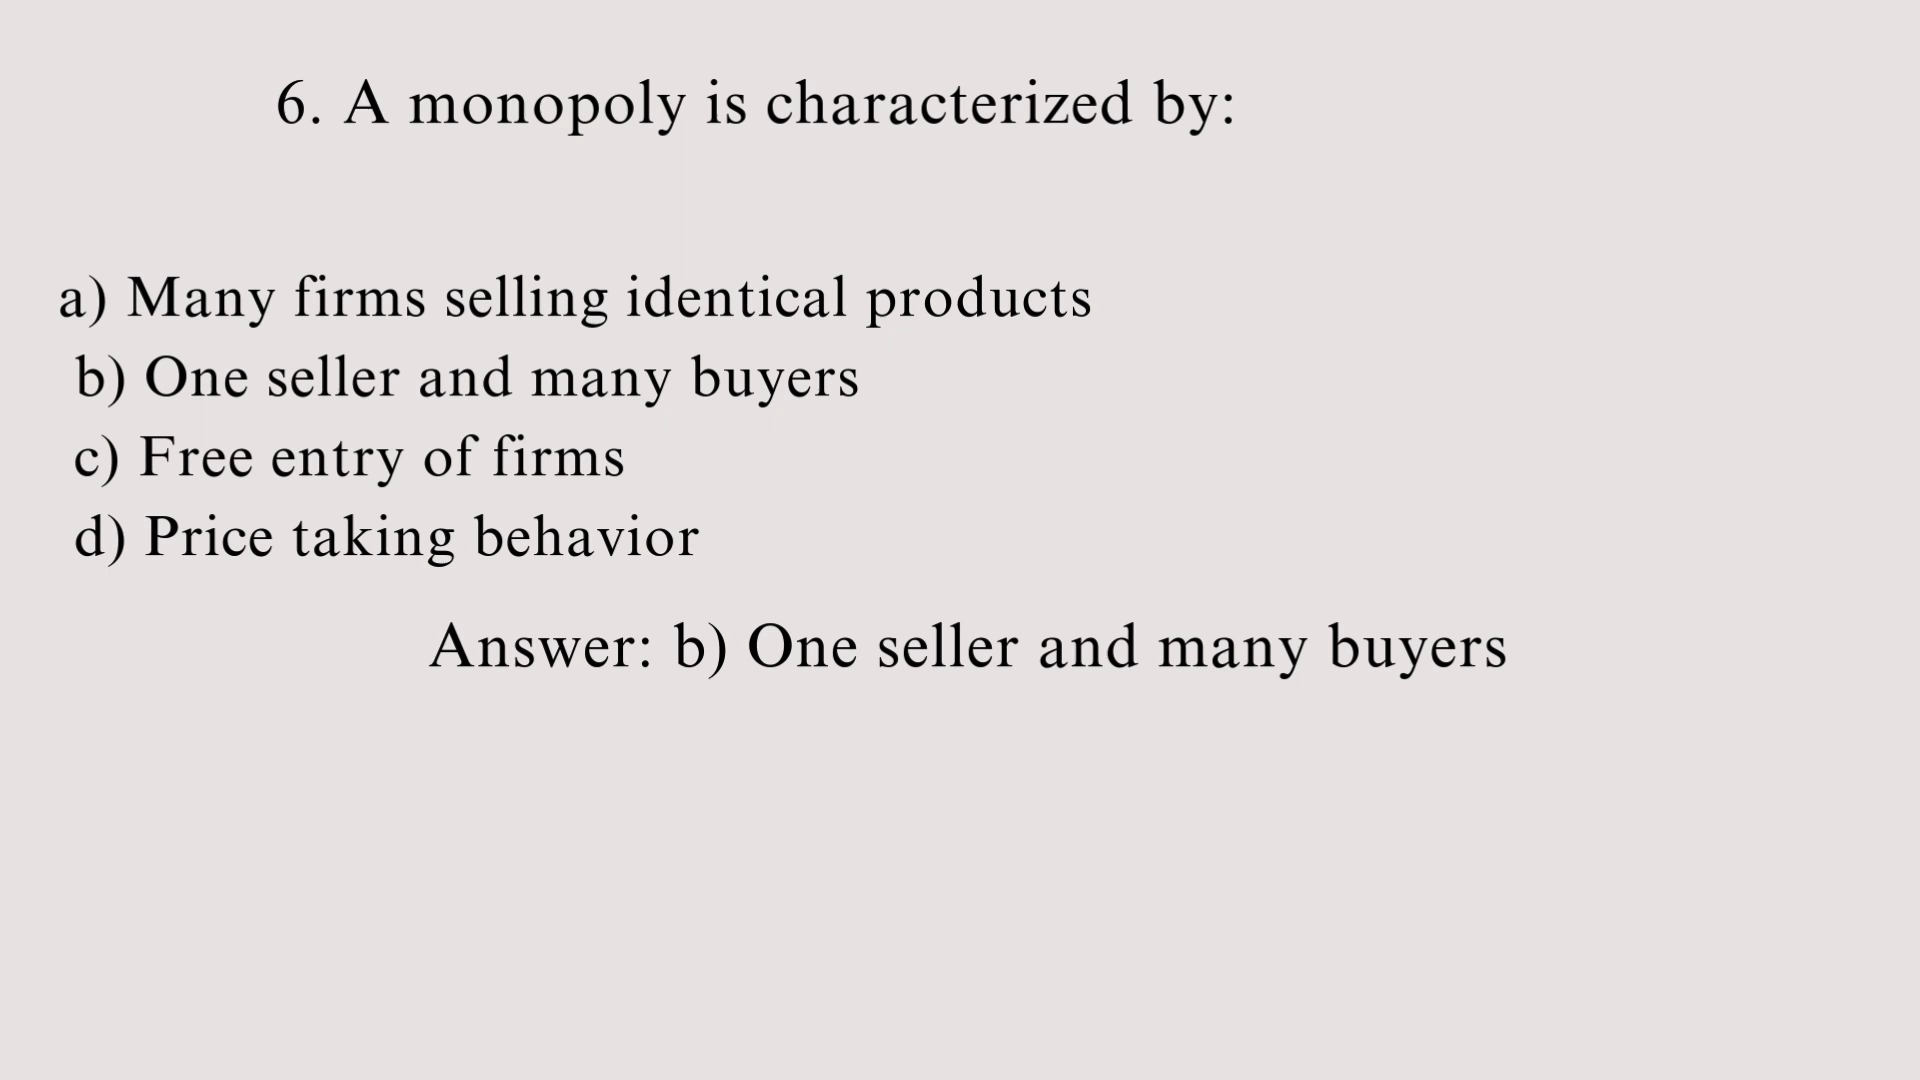 6. A monopoly is characterized by:
a) Many firms selling identical products
b) One seller and many buyers
c) Free entry of firms
d) Price taking behavior
Answer: b) One seller and many buyers